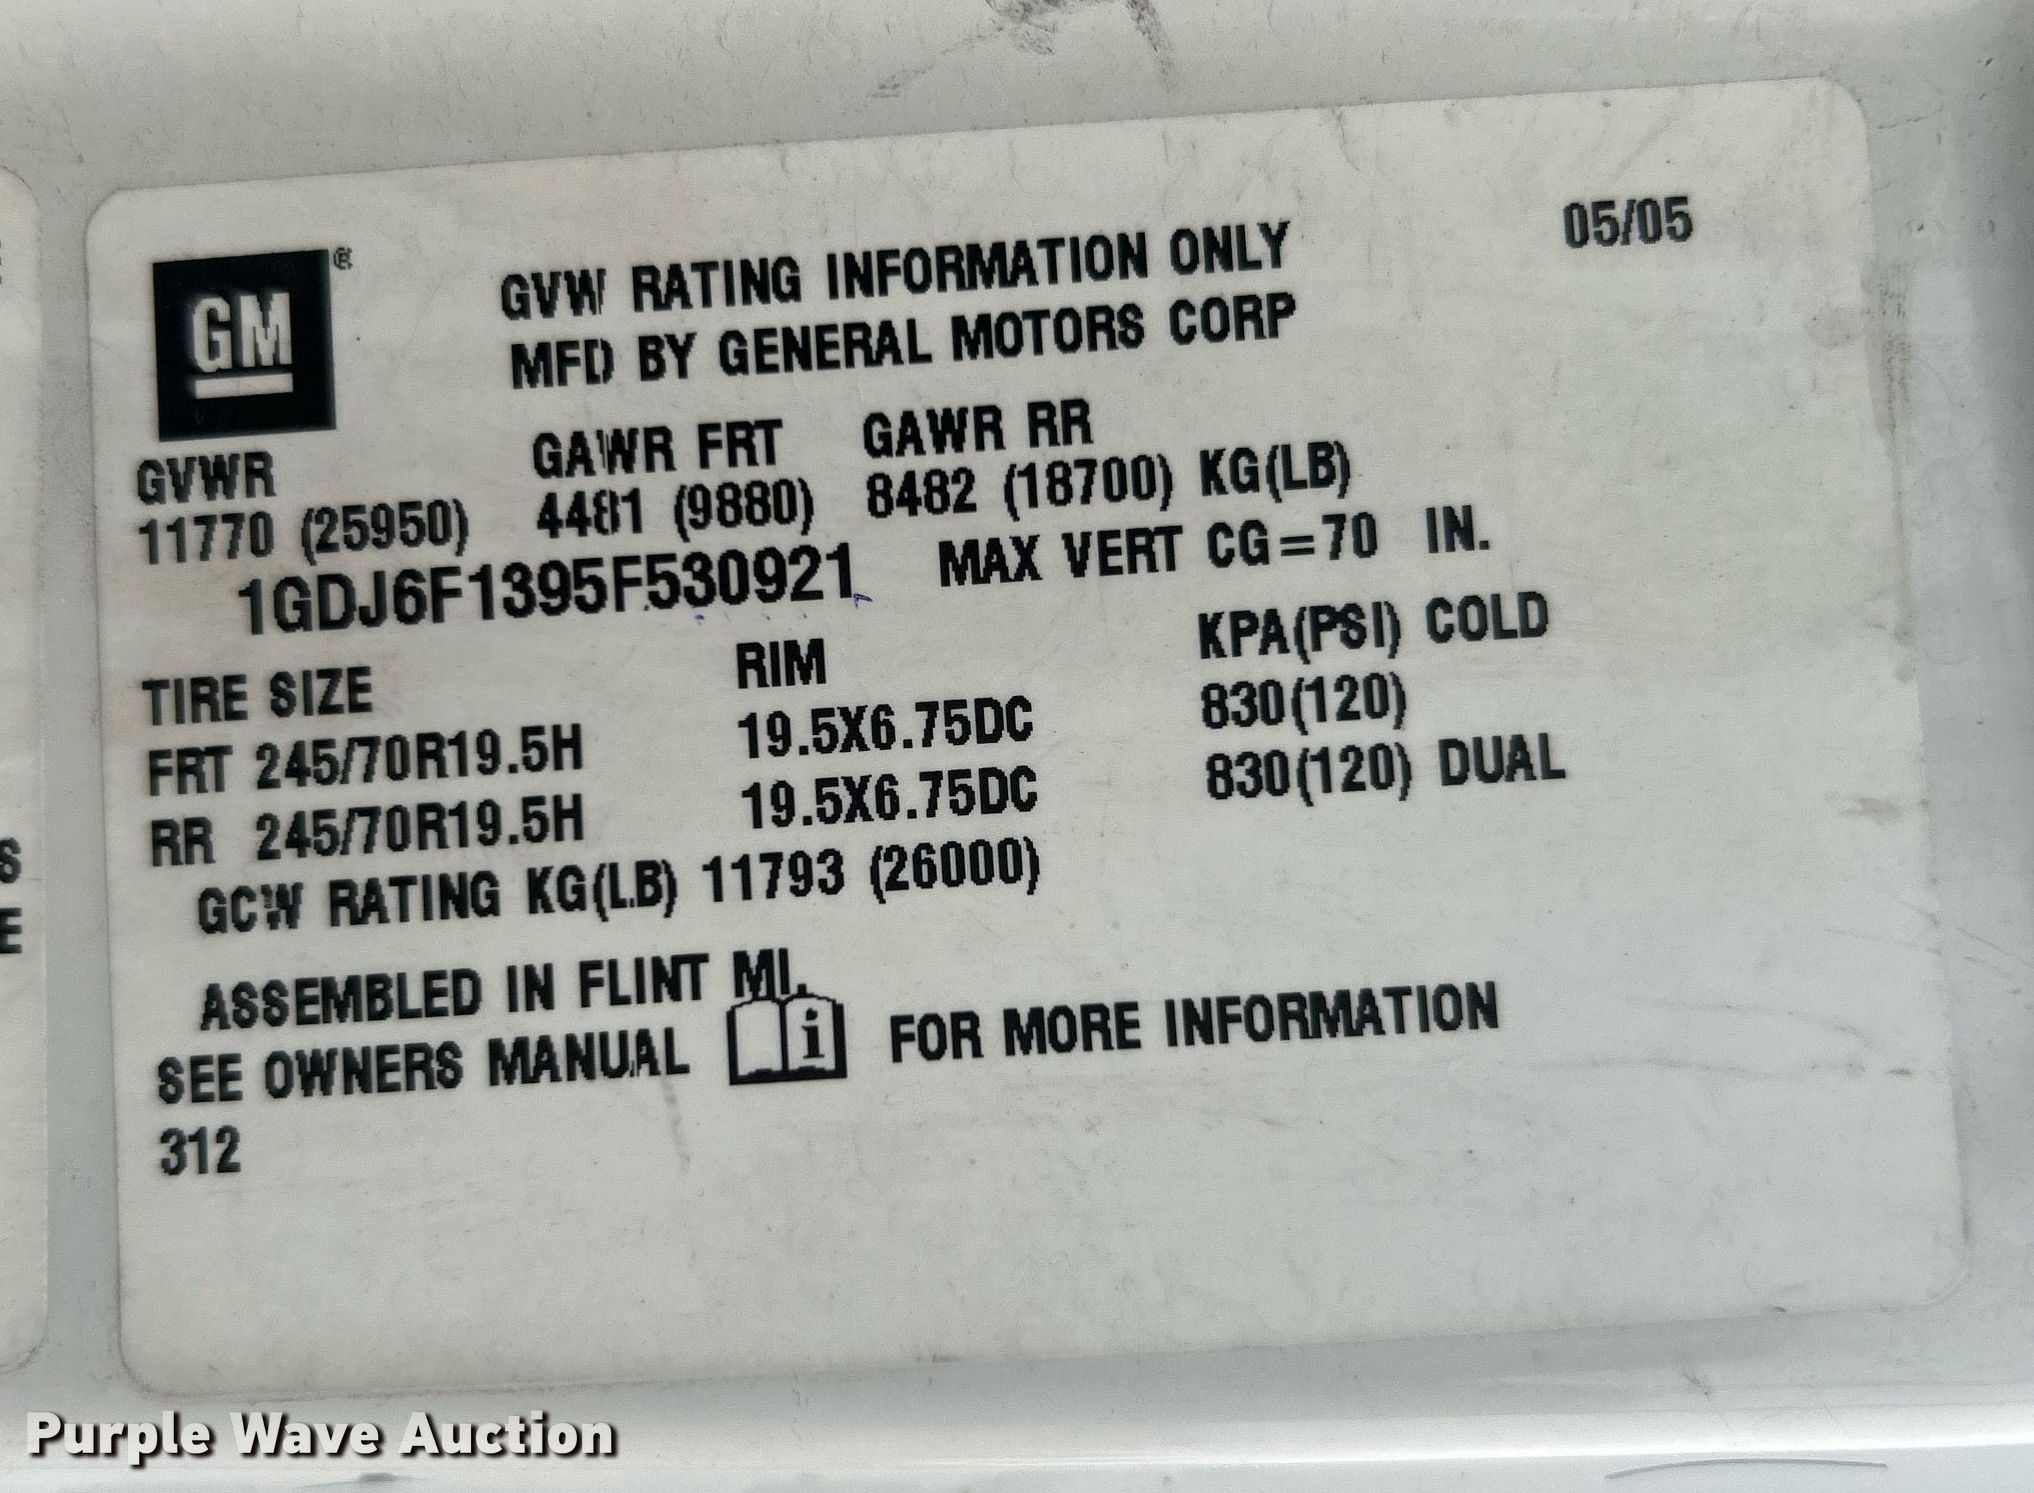 05/05
GM®
GVW RATING INFORMATION ONLY
MFD BY GENERAL MOTORS CORP
GVWR GAWR FRT GAWR RR
11770 (25950) 4481 (9880) 8482 (18700) KG(LB)
1GDJ6F1395F530921 MAX VERT CG=70 IN.
TIRE SIZE RIM KPA(PSI) COLD
FRT 245/70R19.5H 19.5X6.75DC 830(120)
RR 245/70R19.5H 19.5X6.75DC 830(120) DUAL
GCW RATING KG(LB) 11793 (26000)
ASSEMBLED IN FLINT MI.
SEE OWNERS MANUAL i FOR MORE INFORMATION
312
S
E
Purple Wave Auction